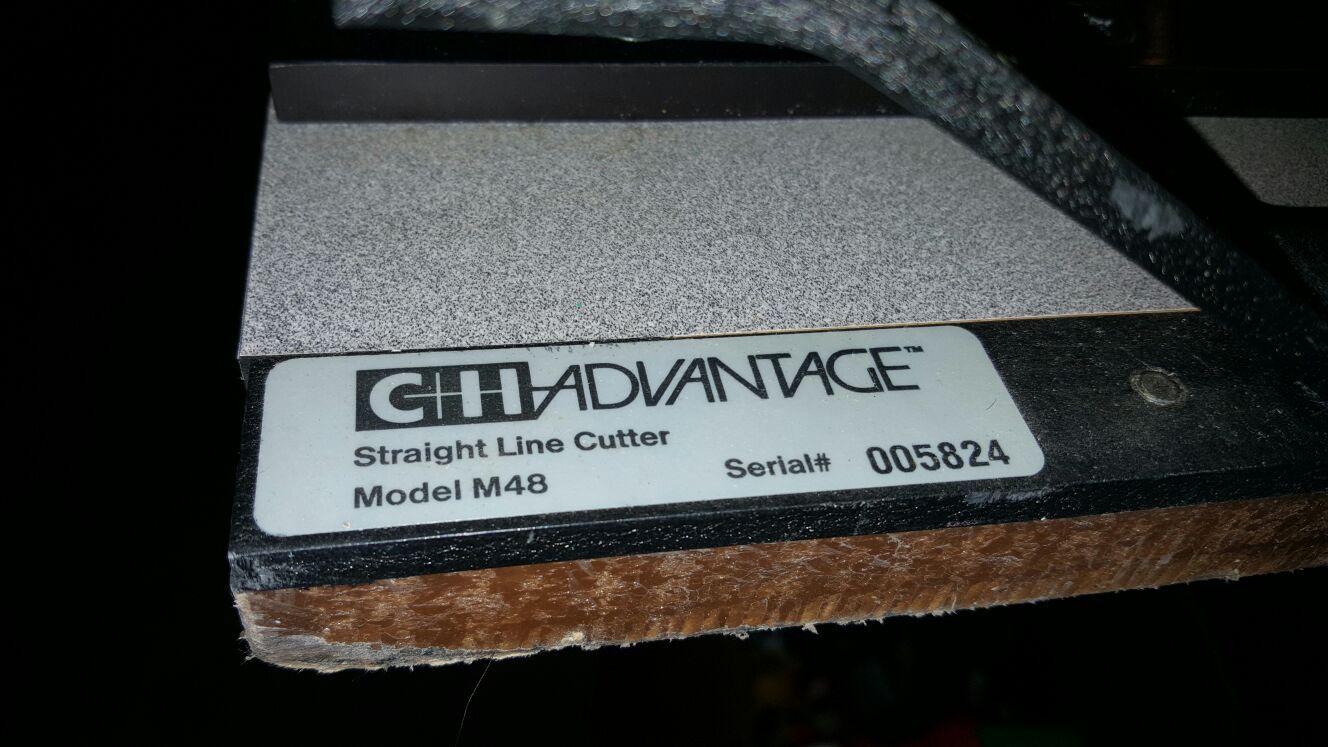 C+H ADVANTAGE™
Straight Line Cutter
Model M48
Serial# 005824